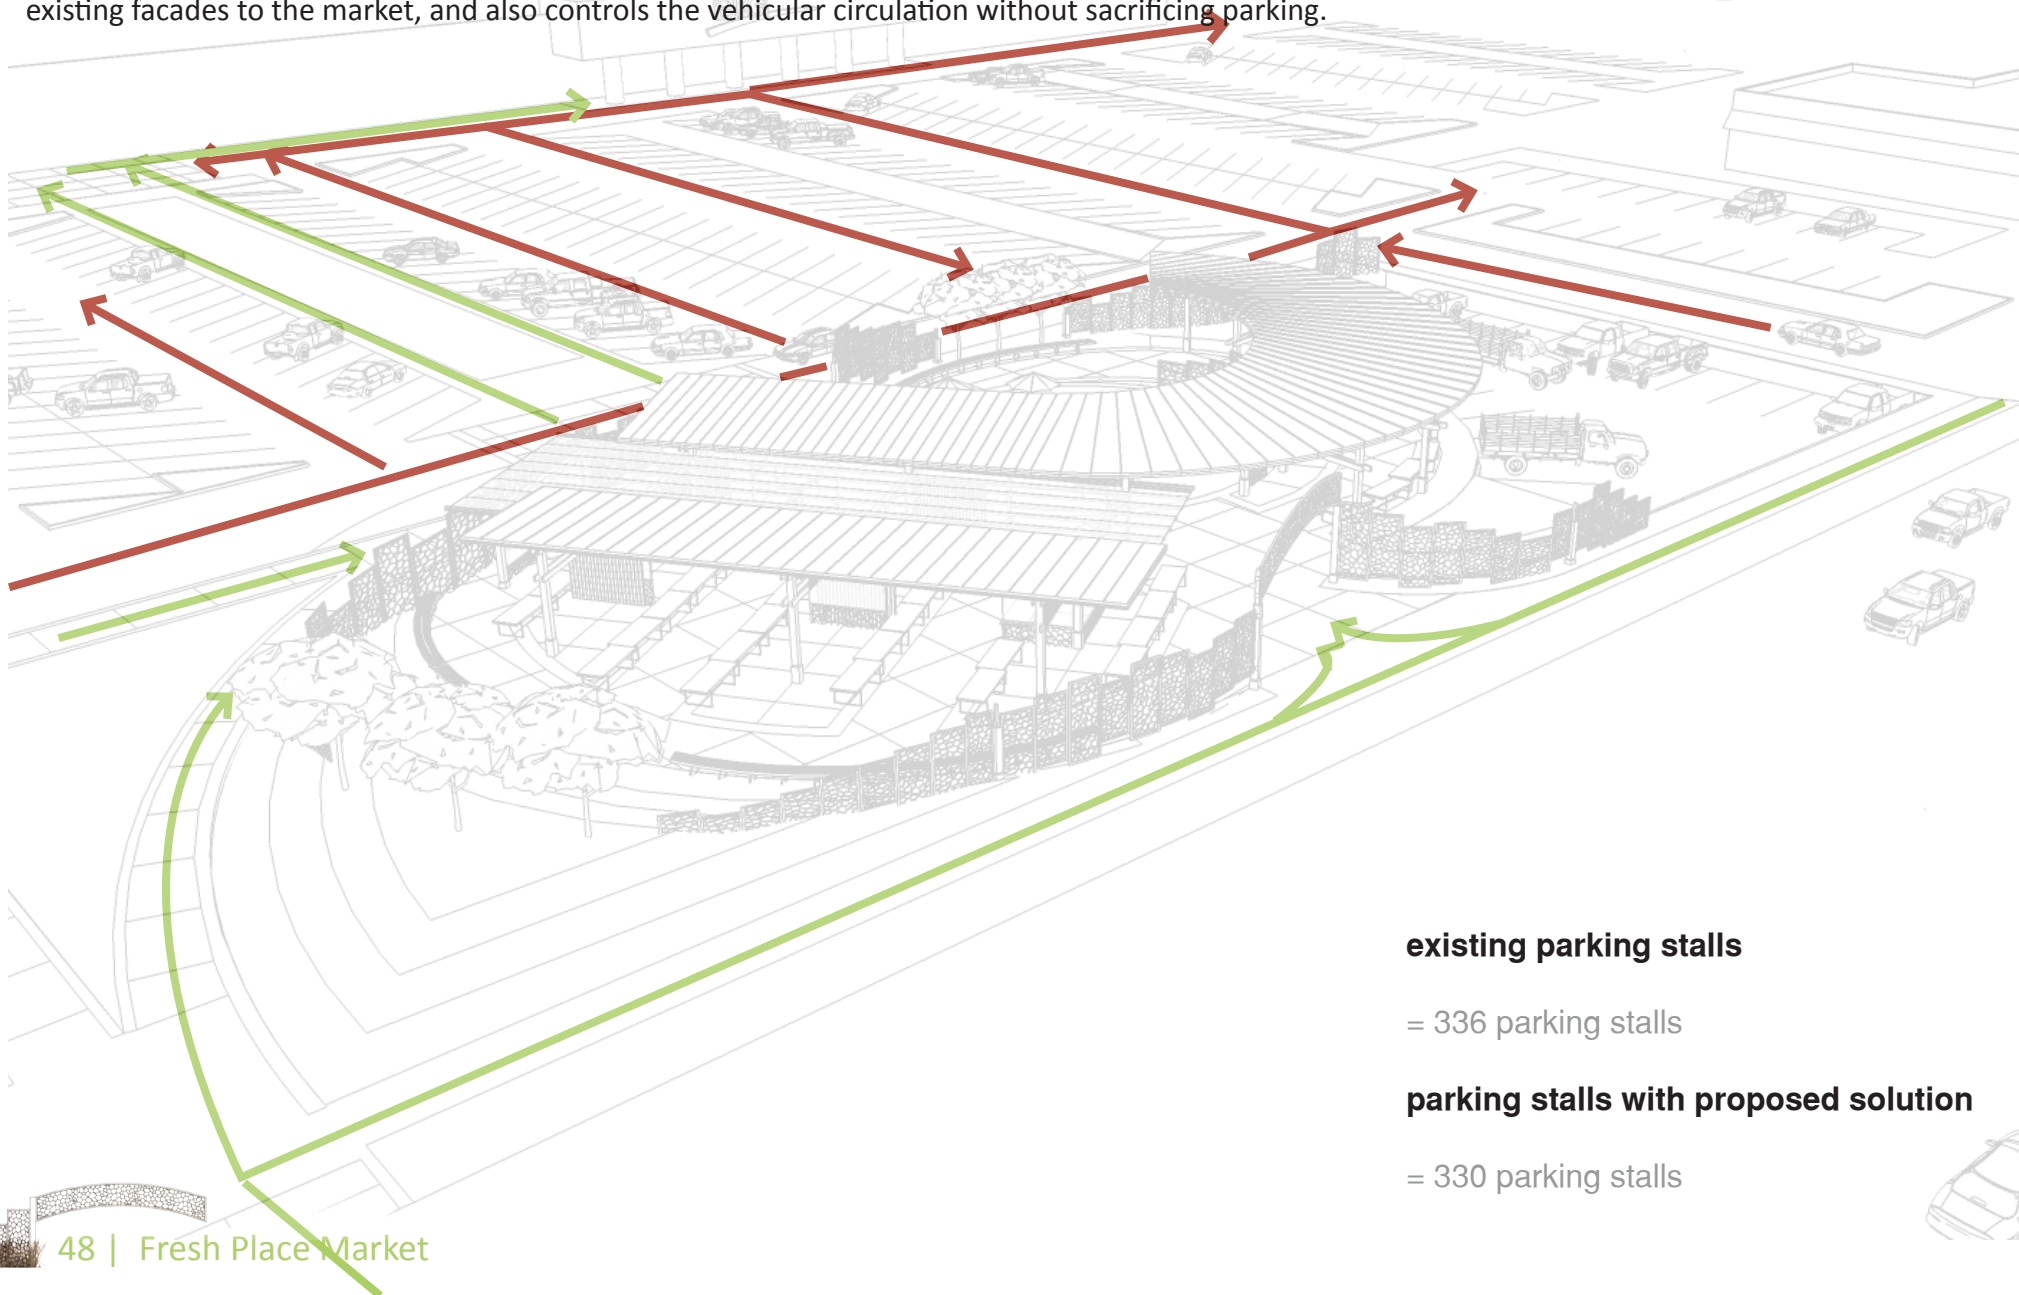 existing facades to the market, and also controls the vehicular circulation without sacrificing parking.
existing parking stalls
= 336 parking stalls
parking stalls with proposed solution
= 330 parking stalls
48 | Fresh Place Market